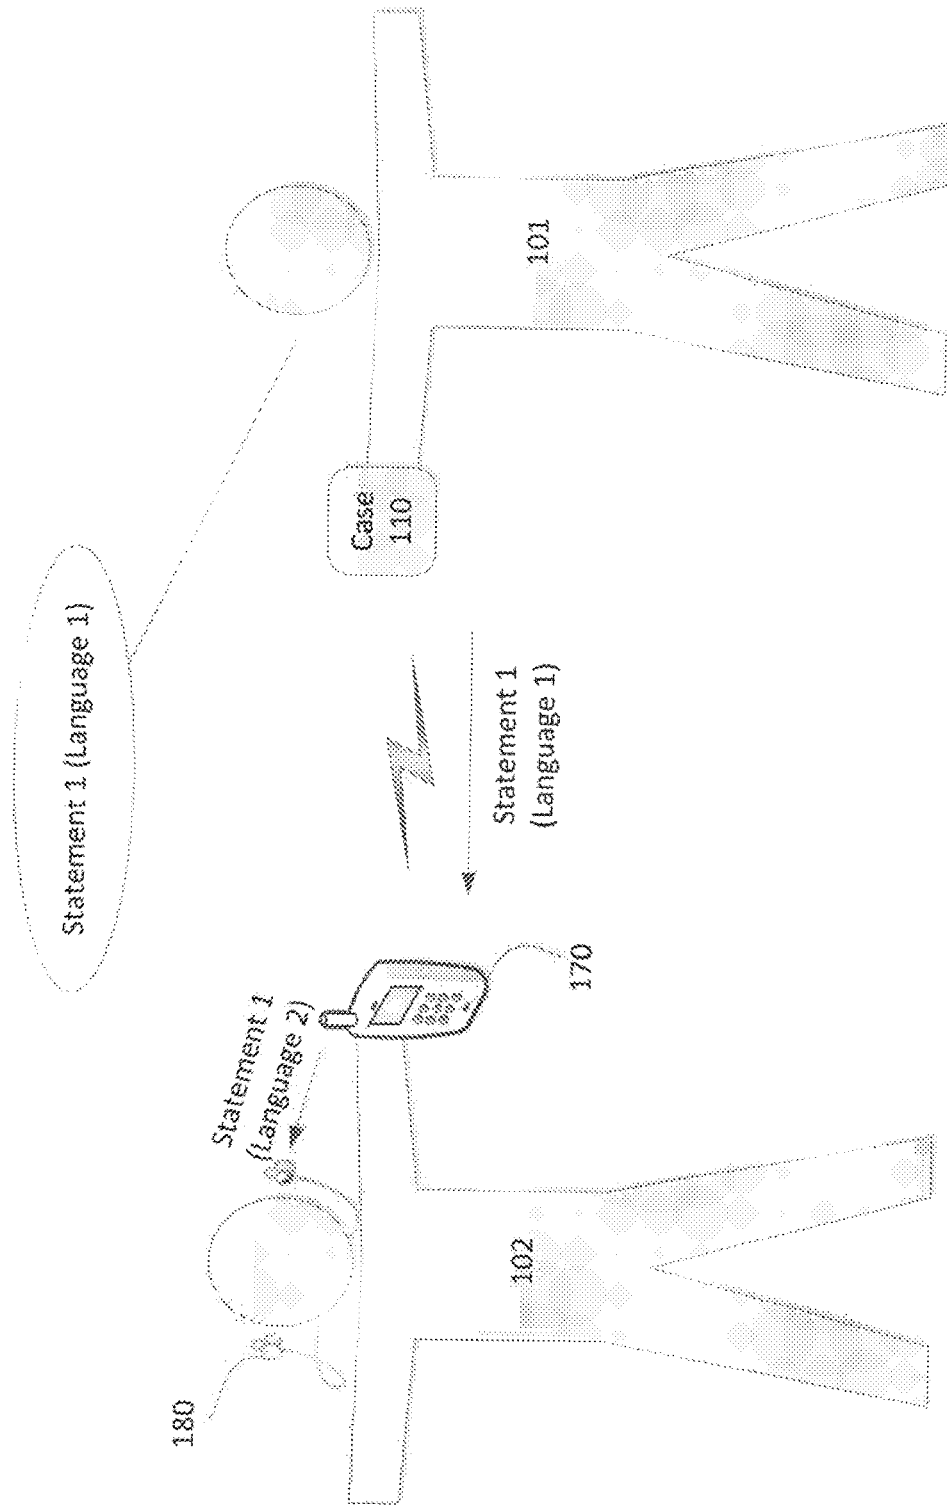 Statement 1 (Language 1)
Case
110
101
Statement 1
(Language 1)
Statement 1
(Language 2)
170
102
180